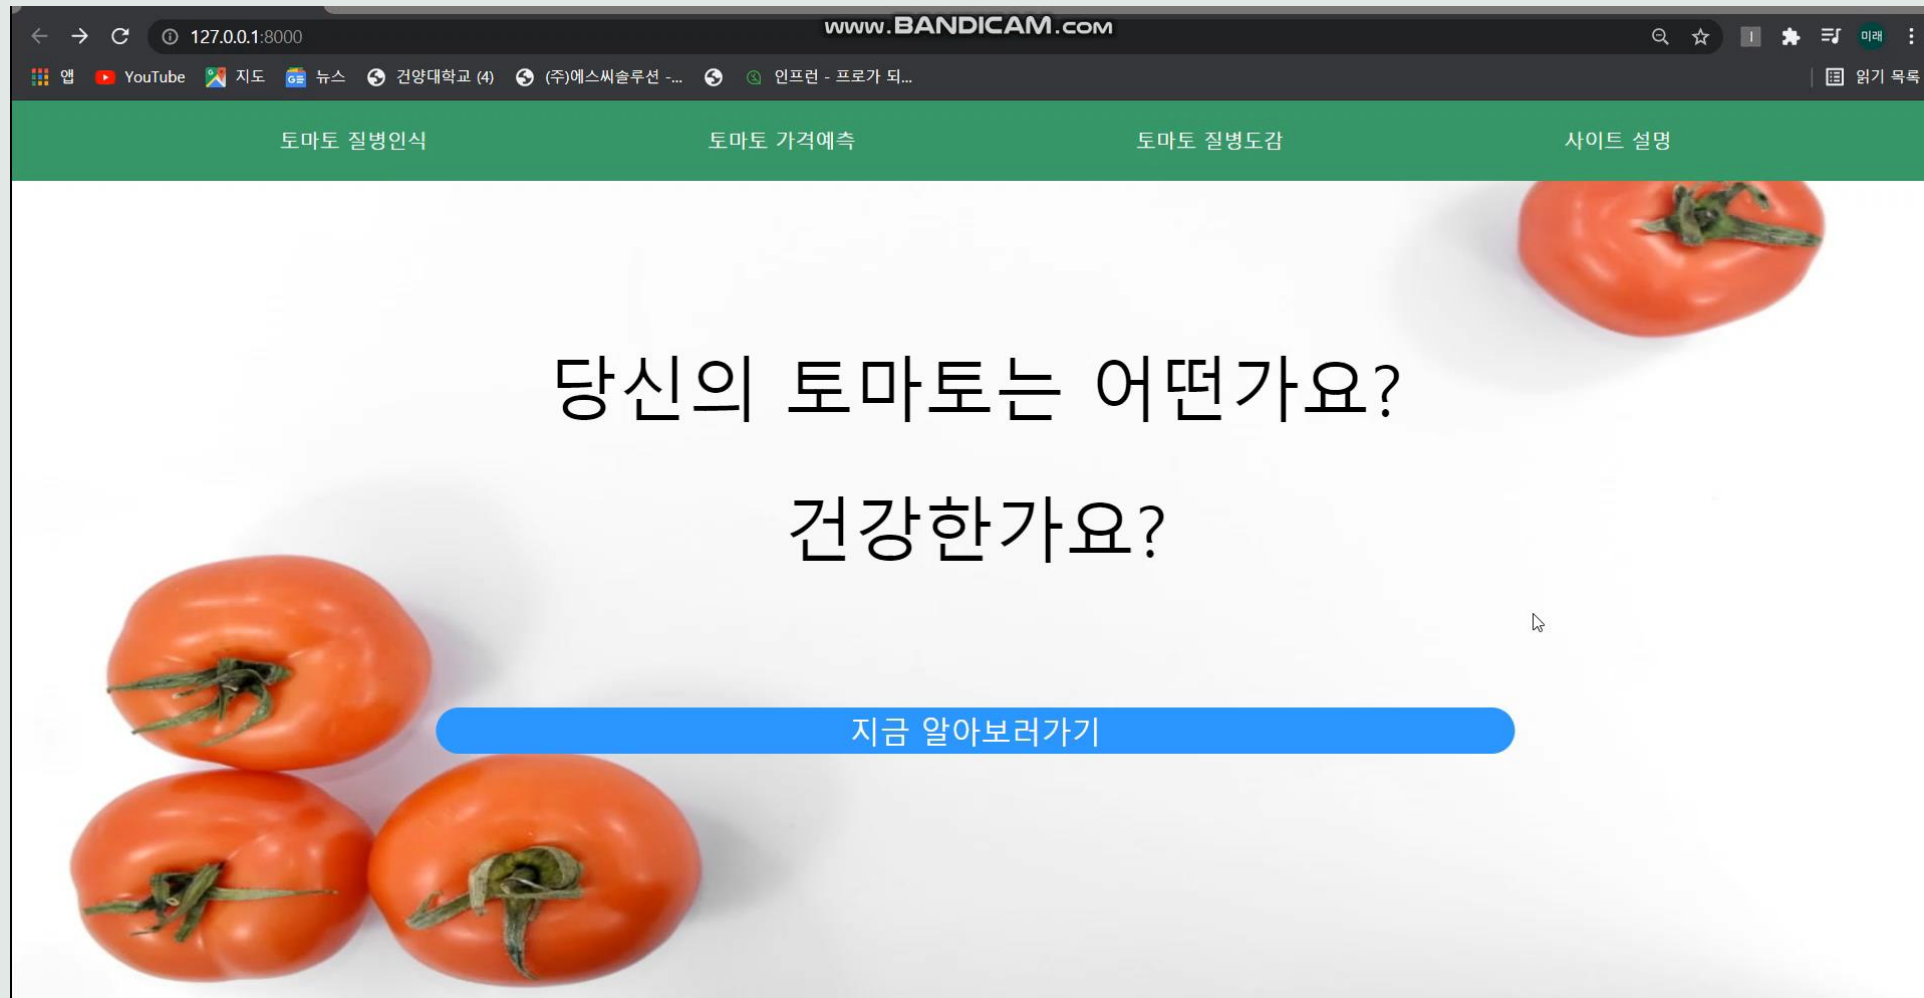 www.BANDICAM.com
127.0.0.1:8000
미래
앱 YouTube 지도 뉴스 건양대학교 (4) (주)에스씨솔루션 -... 인프런 - 프로가 되... 읽기 목록
토마토 질병인식 토마토 가격예측 토마토 질병도감 사이트 설명
당신의 토마토는 어떤가요?
건강한가요?
지금 알아보러가기